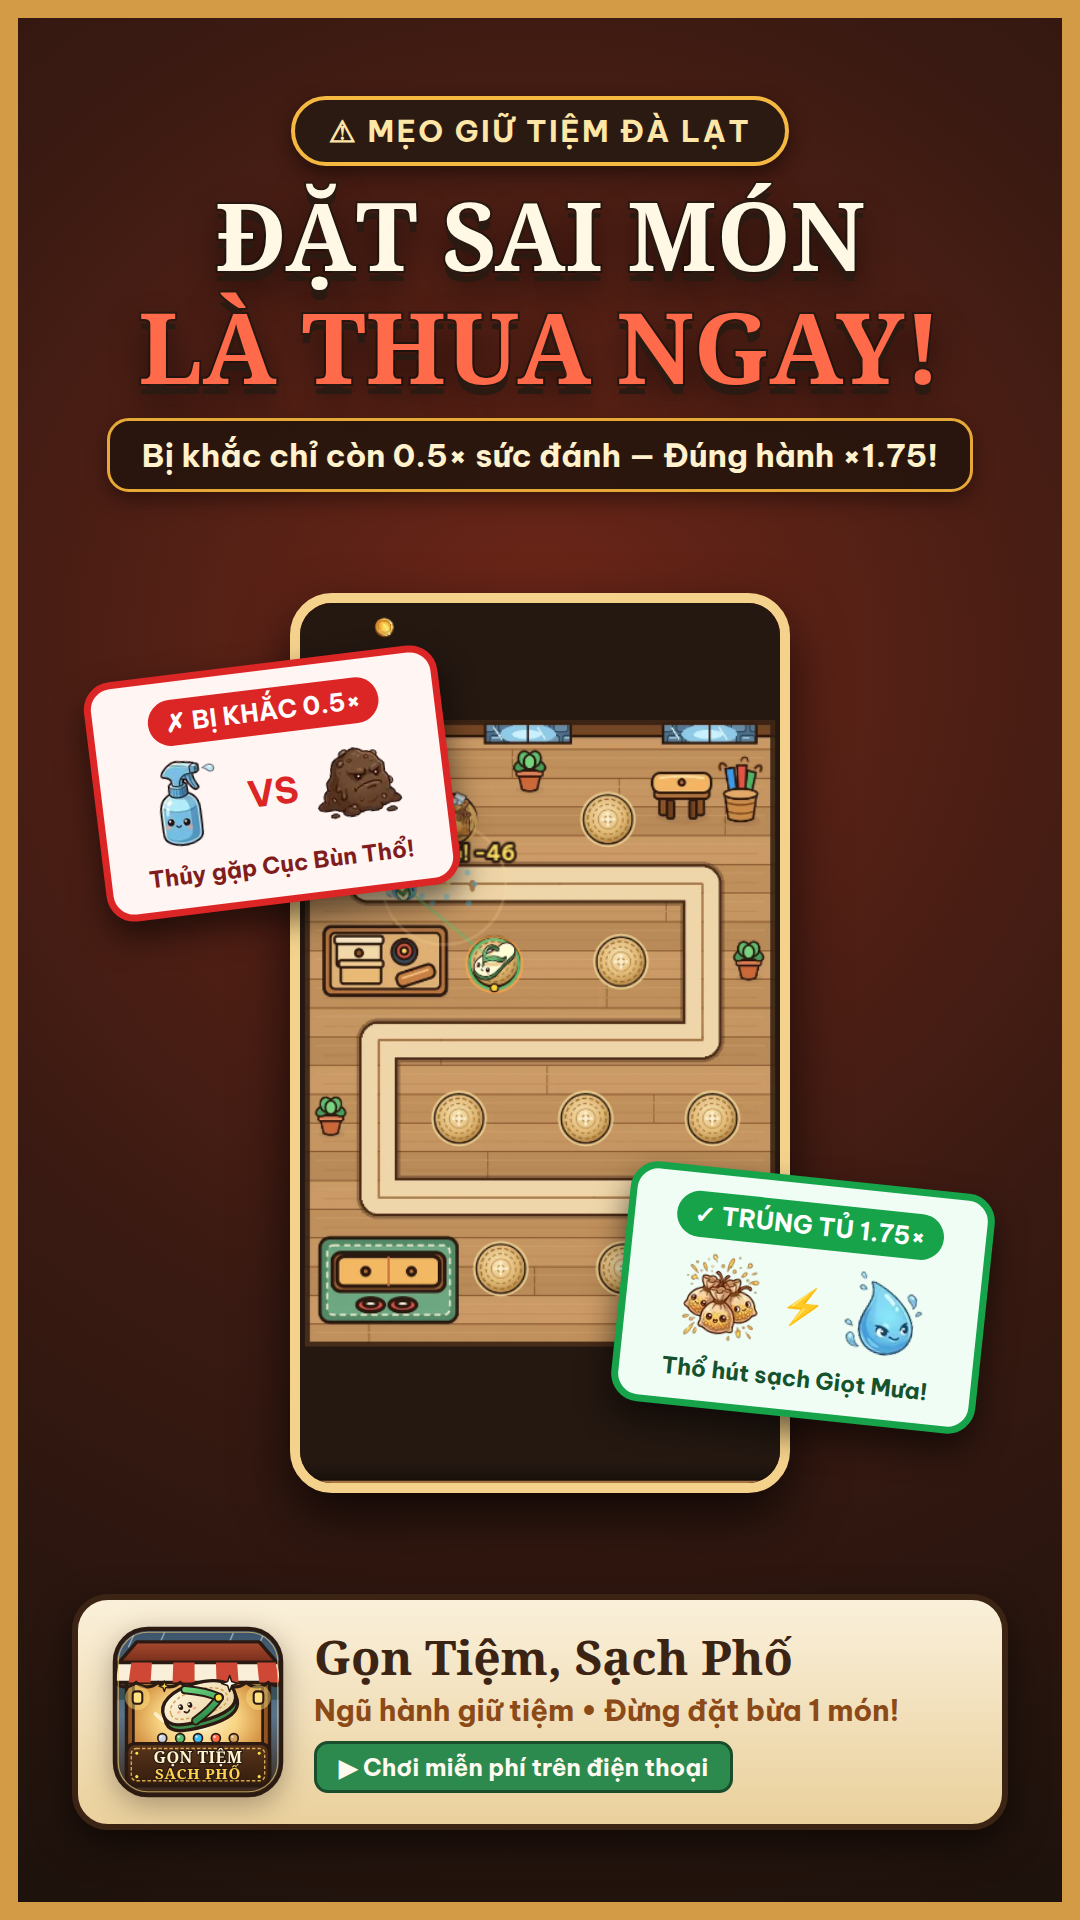 ⚠ MẸO GIỮ TIỆM ĐÀ LẠT
ĐẶT SAI MÓN
LÀ THUA NGAY!
Bị khắc chỉ còn 0.5× sức đánh – Đúng hành ×1.75!
✗ BỊ KHẮC 0.5×
VS
Thủy gặp Cục Bùn Thổ!
! -46
✓ TRÚNG TỦ 1.75×
Thổ hút sạch Giọt Mưa!
GỌN TIỆM
SẠCH PHỐ
Gọn Tiệm, Sạch Phố
Ngũ hành giữ tiệm • Đừng đặt bừa 1 món!
▶ Chơi miễn phí trên điện thoại